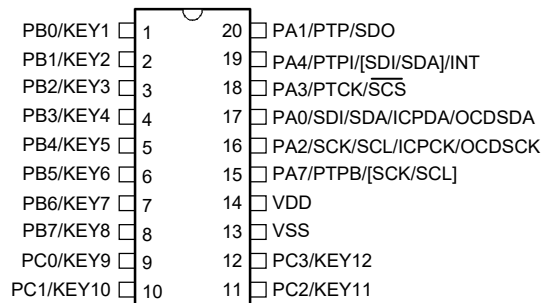 PB0/KEY1 1 20 PA1/PTP/SDO
PB1/KEY2 2 19 PA4/PTPI/[SDI/SDA]/INT
PB2/KEY3 3 18 PA3/PTCK/SCS
PB3/KEY4 4 17 PA0/SDI/SDA/ICPDA/OCDSDA
PB4/KEY5 5 16 PA2/SCK/SCL/ICPCK/OCDSCK
PB5/KEY6 6 15 PA7/PTPB/[SCK/SCL]
PB6/KEY7 7 14 VDD
PB7/KEY8 8 13 VSS
PC0/KEY9 9 12 PC3/KEY12
PC1/KEY10 10 11 PC2/KEY11